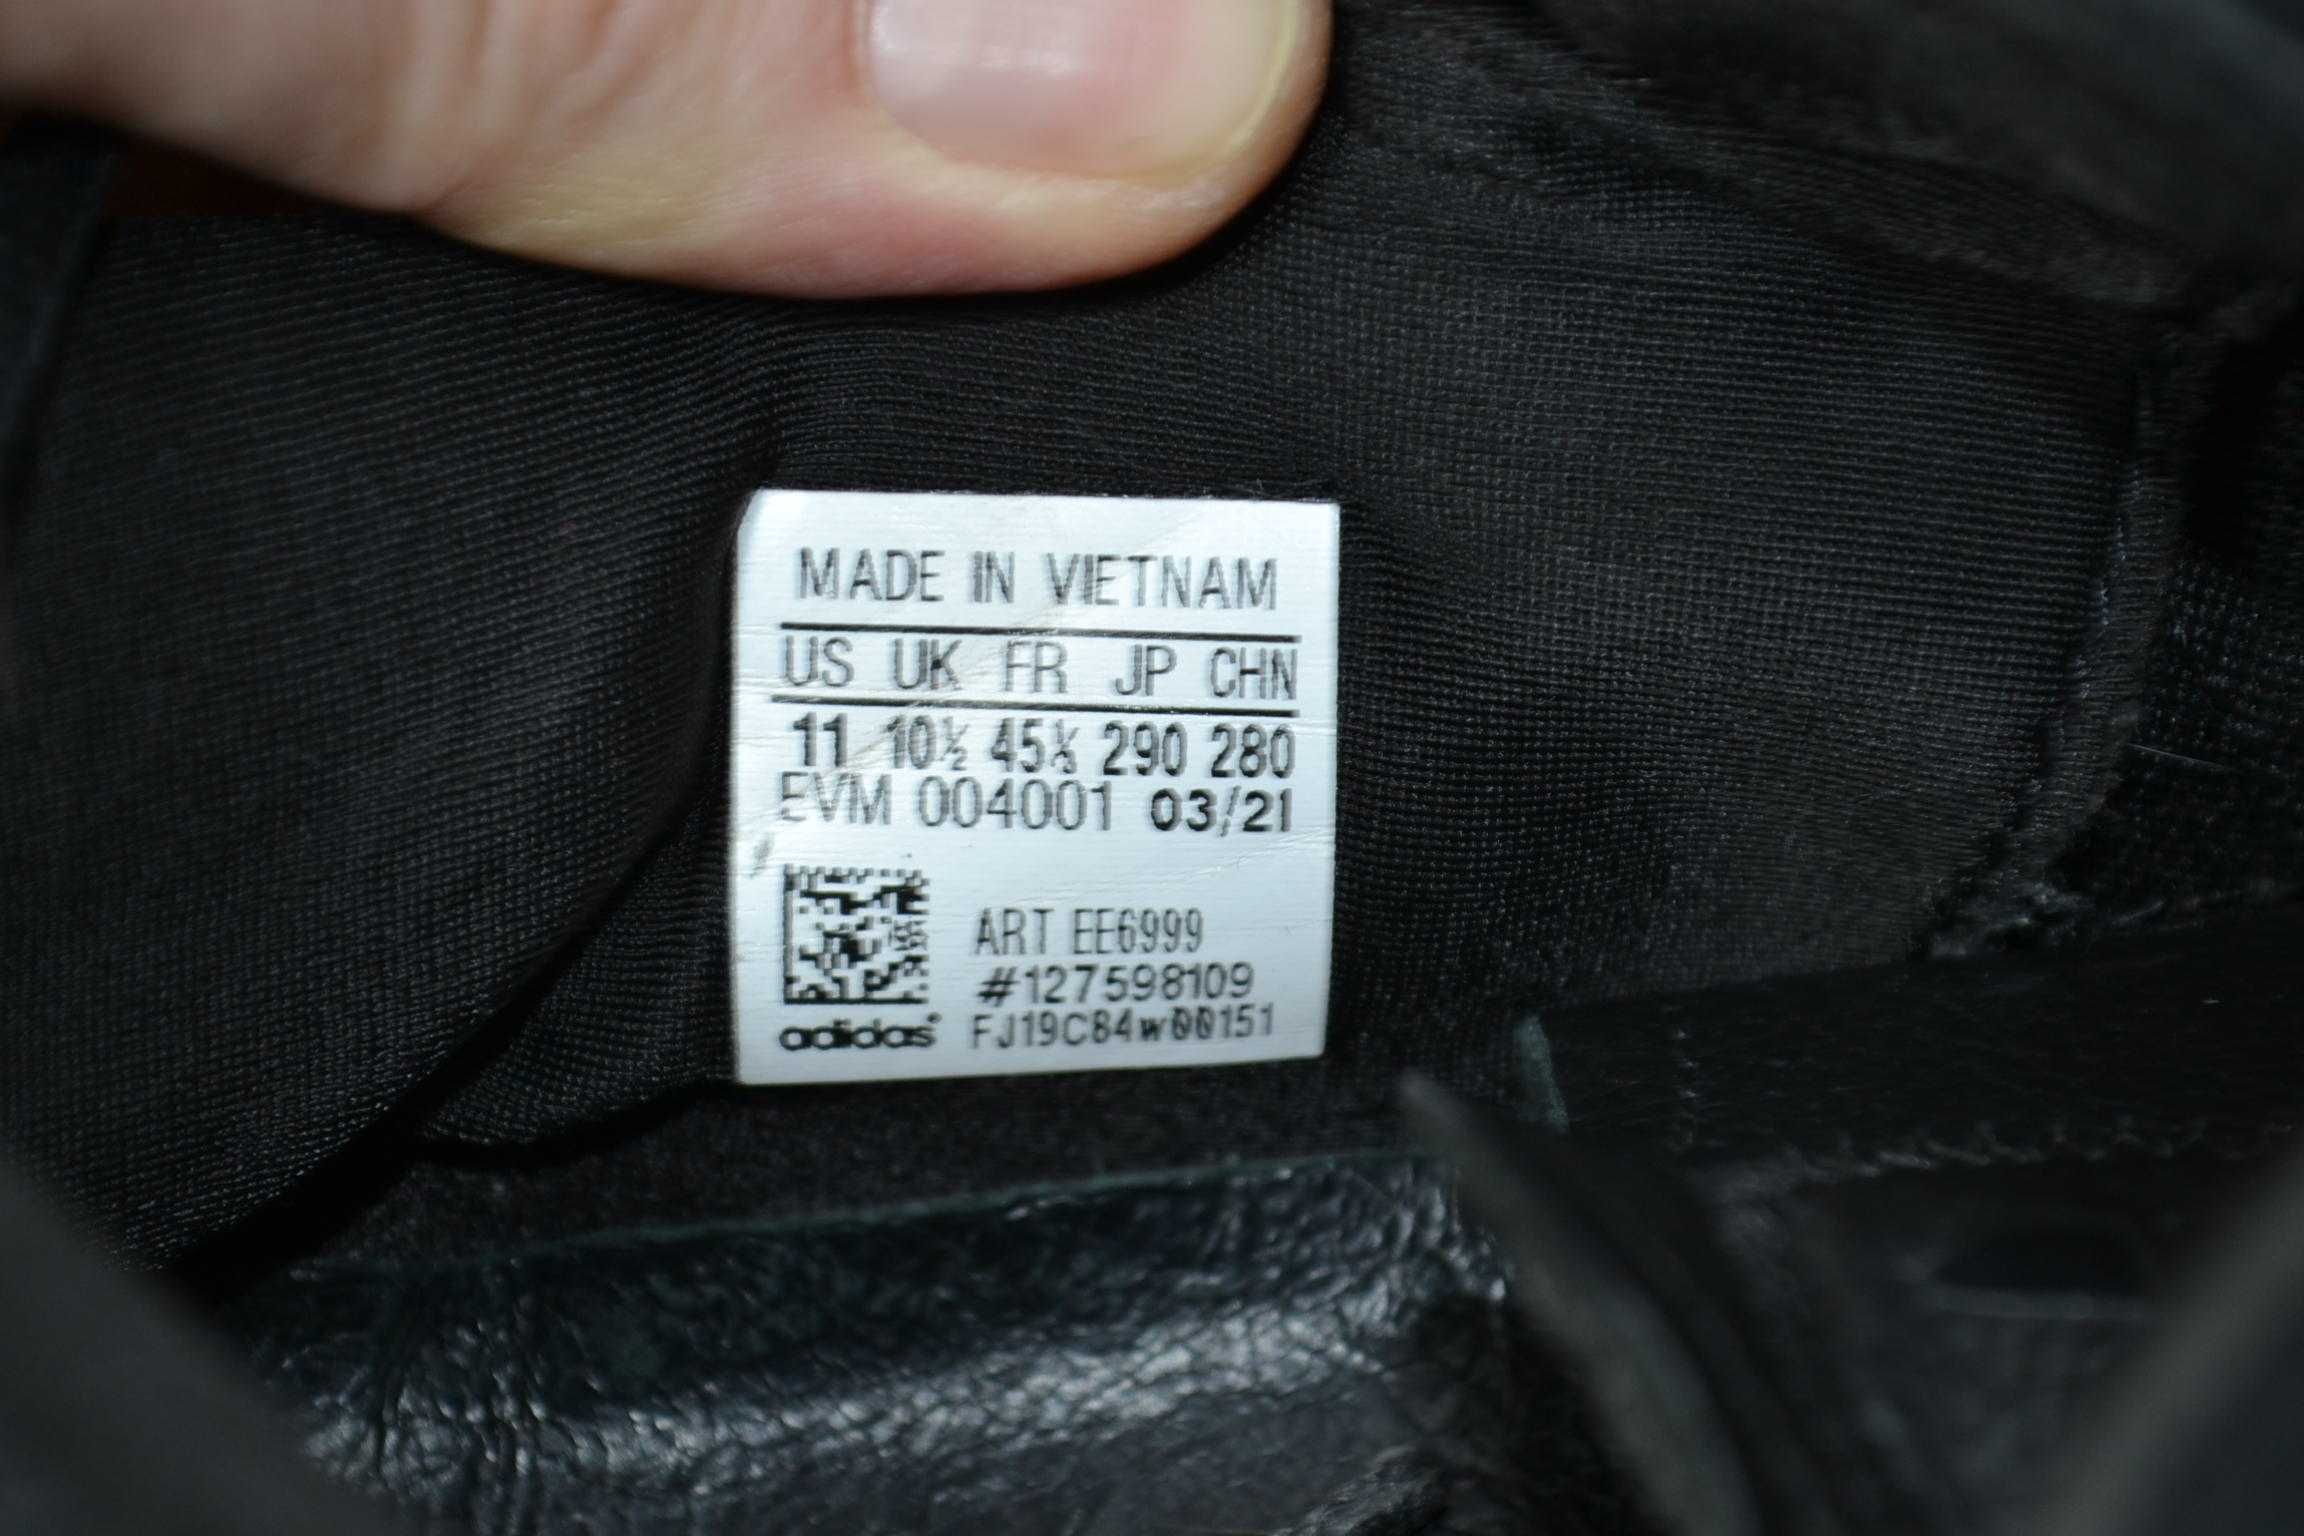 MADE IN VIETNAM
US UK FR JP CHN
11 10½ 45⅓ 290 280
EVM 004001 03/21
ART EE6999
#127598109
adidas® FJ19C84W00151